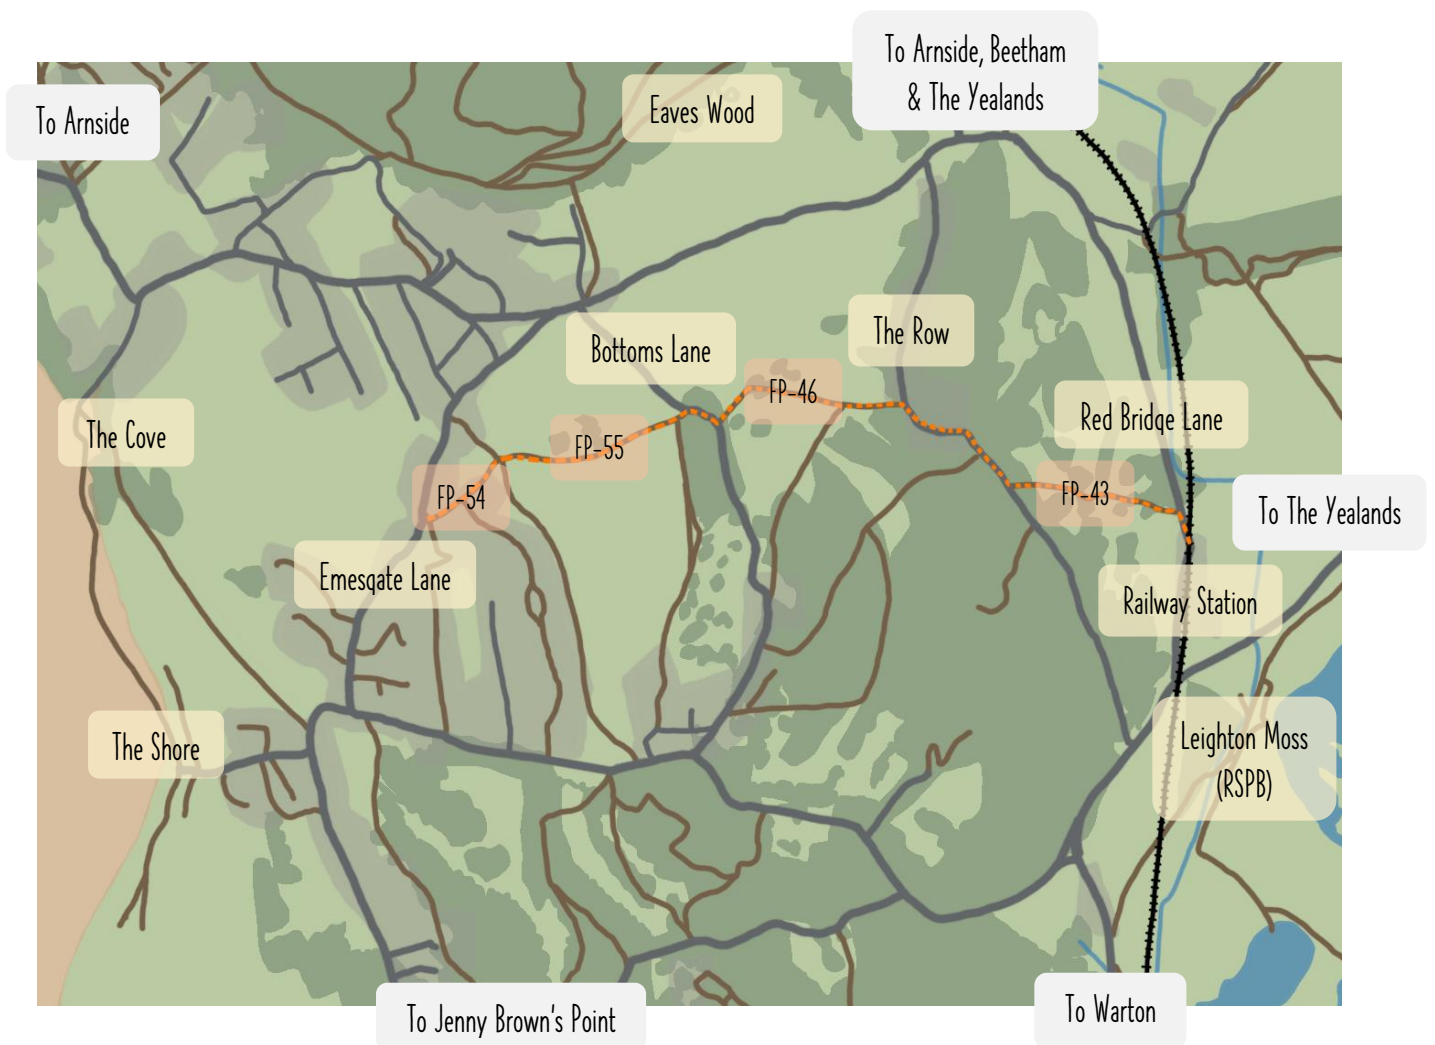 To Arnside, Beetham
& The Yealands
To Arnside
Eaves Wood
Bottoms Lane
The Row
FP-46
The Cove
FP-55
Red Bridge Lane
FP-54
FP-43
To The Yealands
Emesgate Lane
Railway Station
The Shore
Leighton Moss
(RSPB)
To Jenny Brown's Point
To Warton